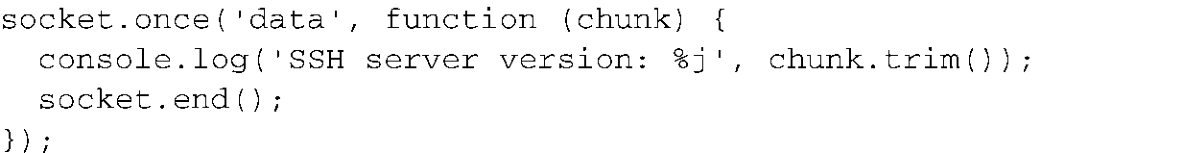 socket.once('data', function (chunk) {
  console.log('SSH server version: %j', chunk.trim());
  socket.end();
});